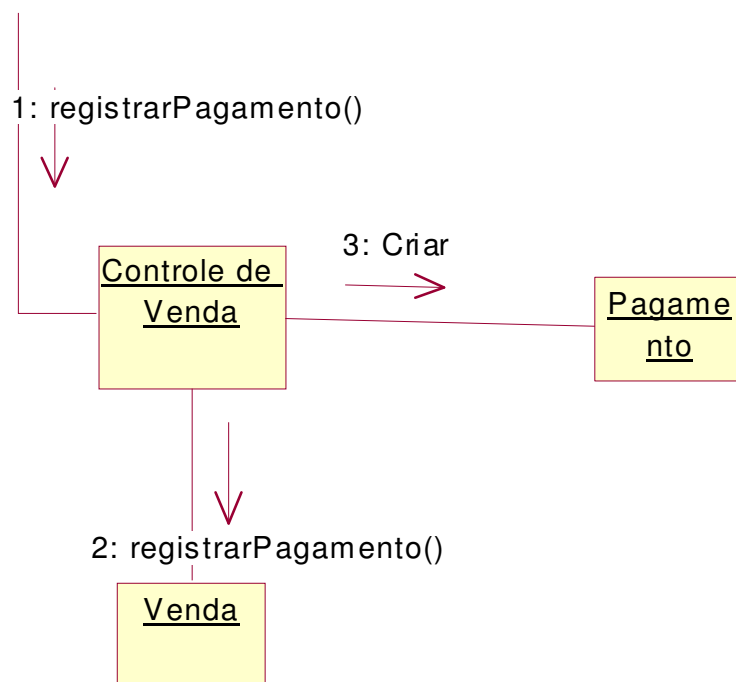 1: registrarPagamento()
3: Criar
Controle de
Venda
Pagame
nto
2: registrarPagamento()
Venda